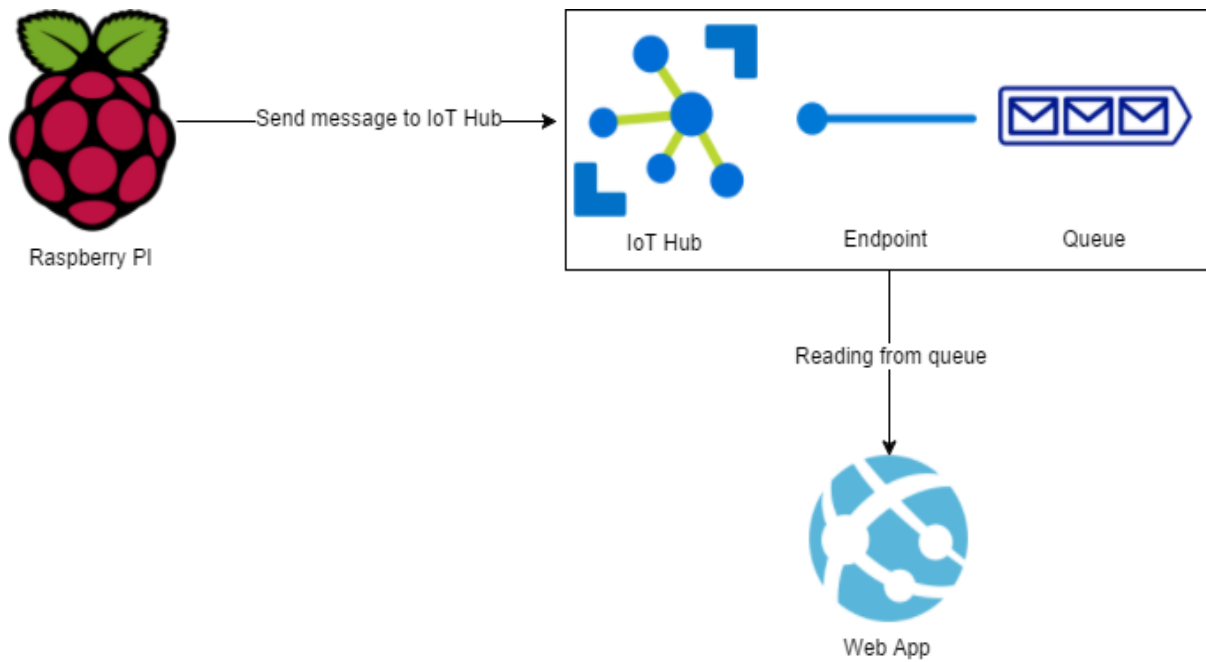 Send message to IoT Hub
Raspberry PI
IoT Hub
Endpoint
Queue
Reading from queue
Web App